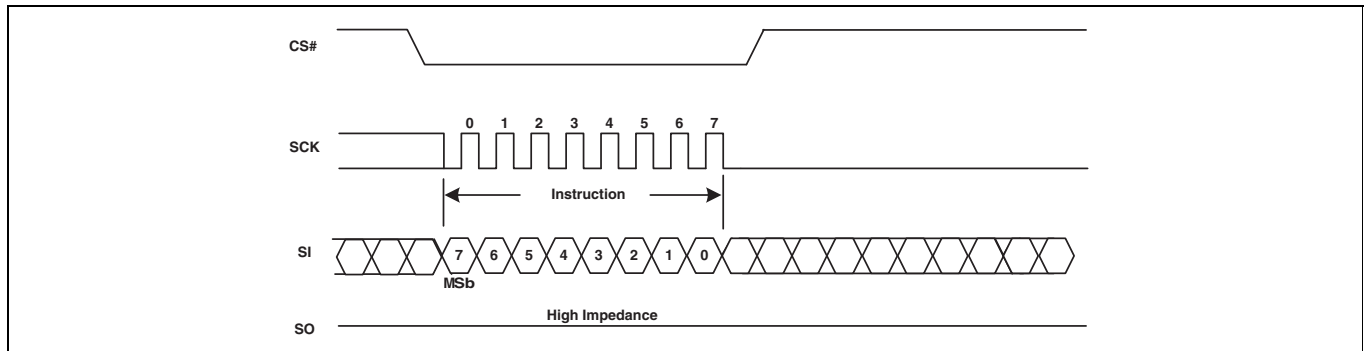 CS#
0 1 2 3 4 5 6 7
SCK
Instruction
SI
7 6 5 4 3 2 1 0
MSb
High Impedance
SO